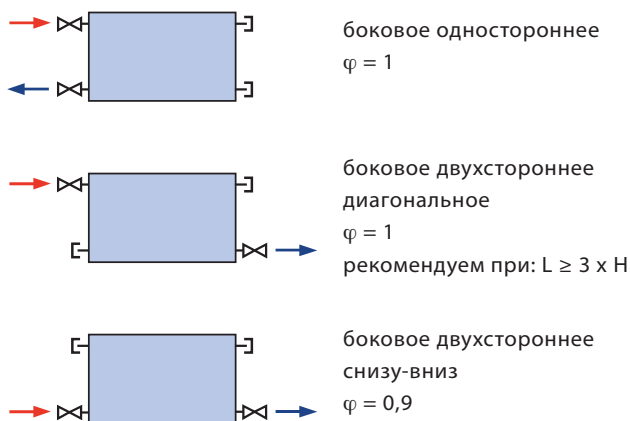 боковое одностороннее
φ = 1
боковое двухстороннее
диагональное
φ = 1
рекомендуем при: L ≥ 3 x H
боковое двухстороннее
снизу-вниз
φ = 0,9